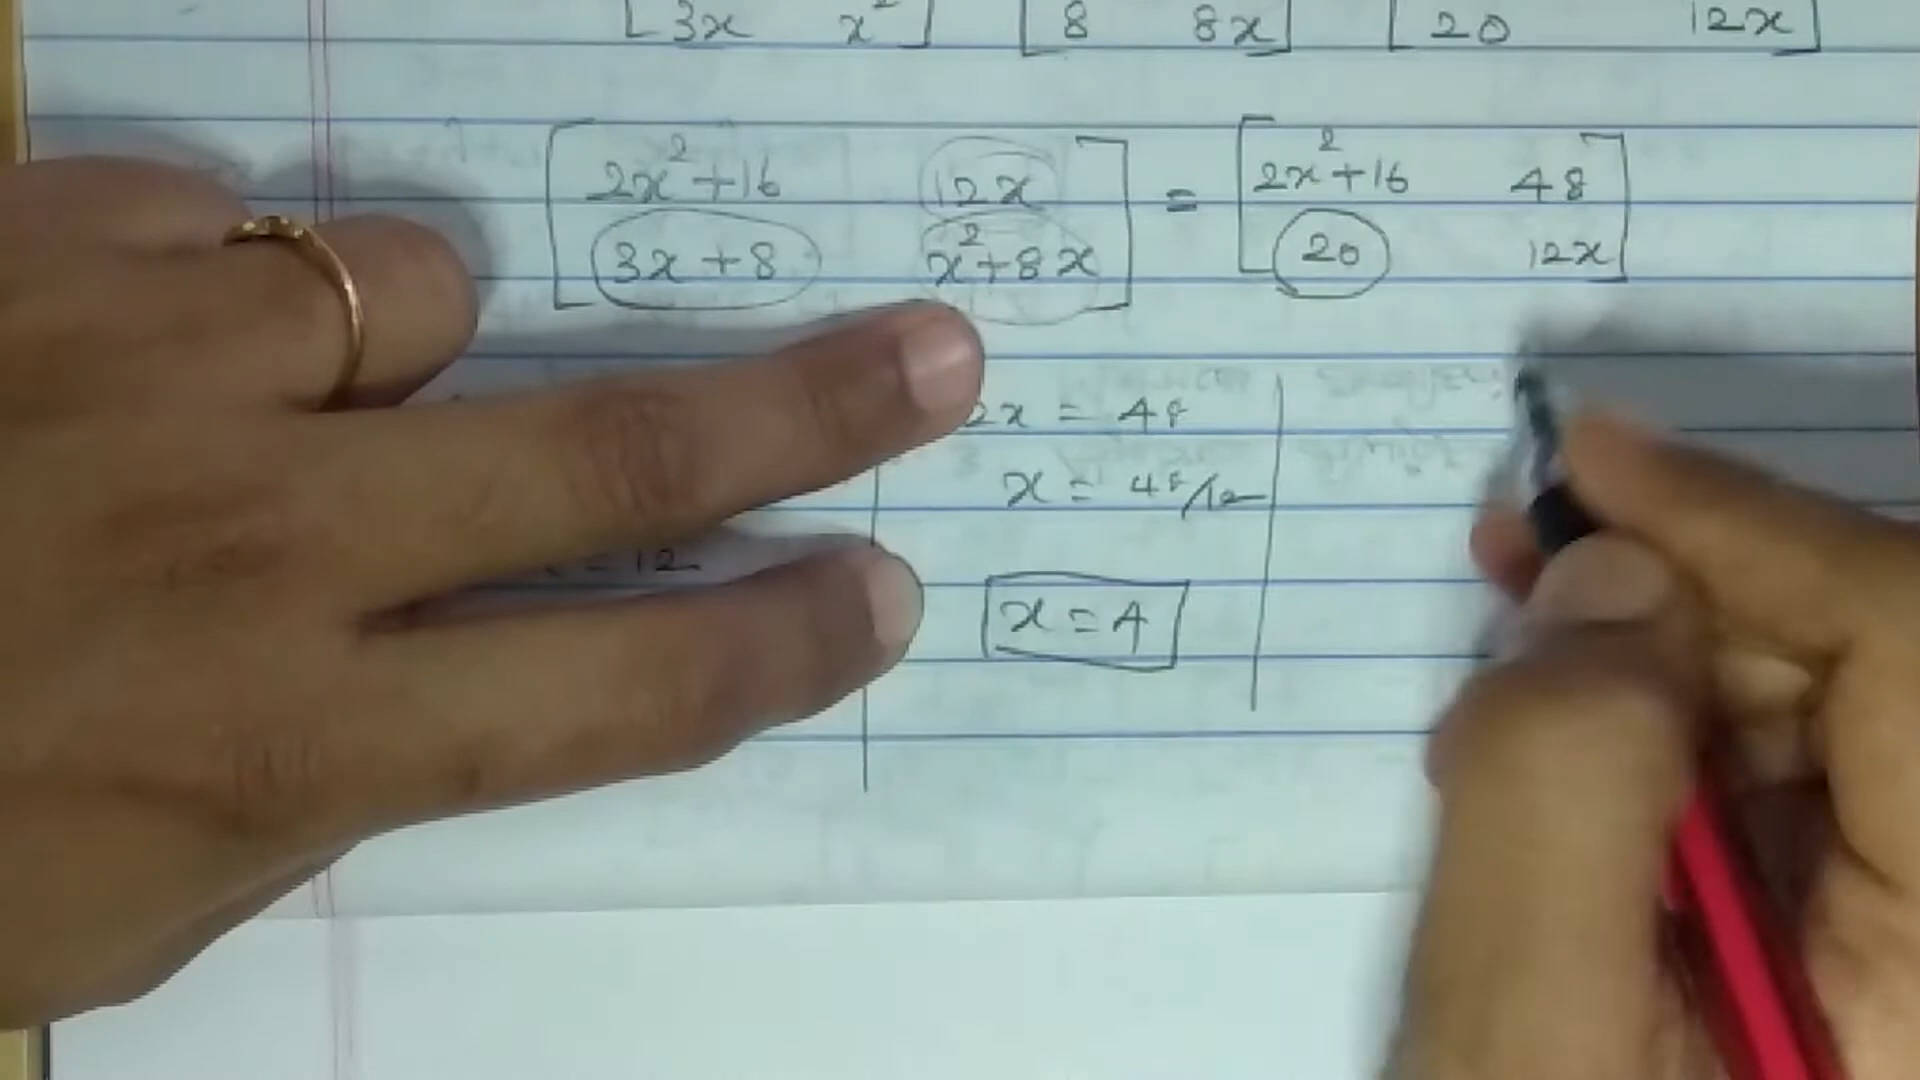 [3x x²] [8 8x] [20 12x]
[2x²+16 12x] = [2x²+16 48]
[3x+8 x²+8x] [20 12x]
2x = 48
x = 48/12
= 12
x = 4